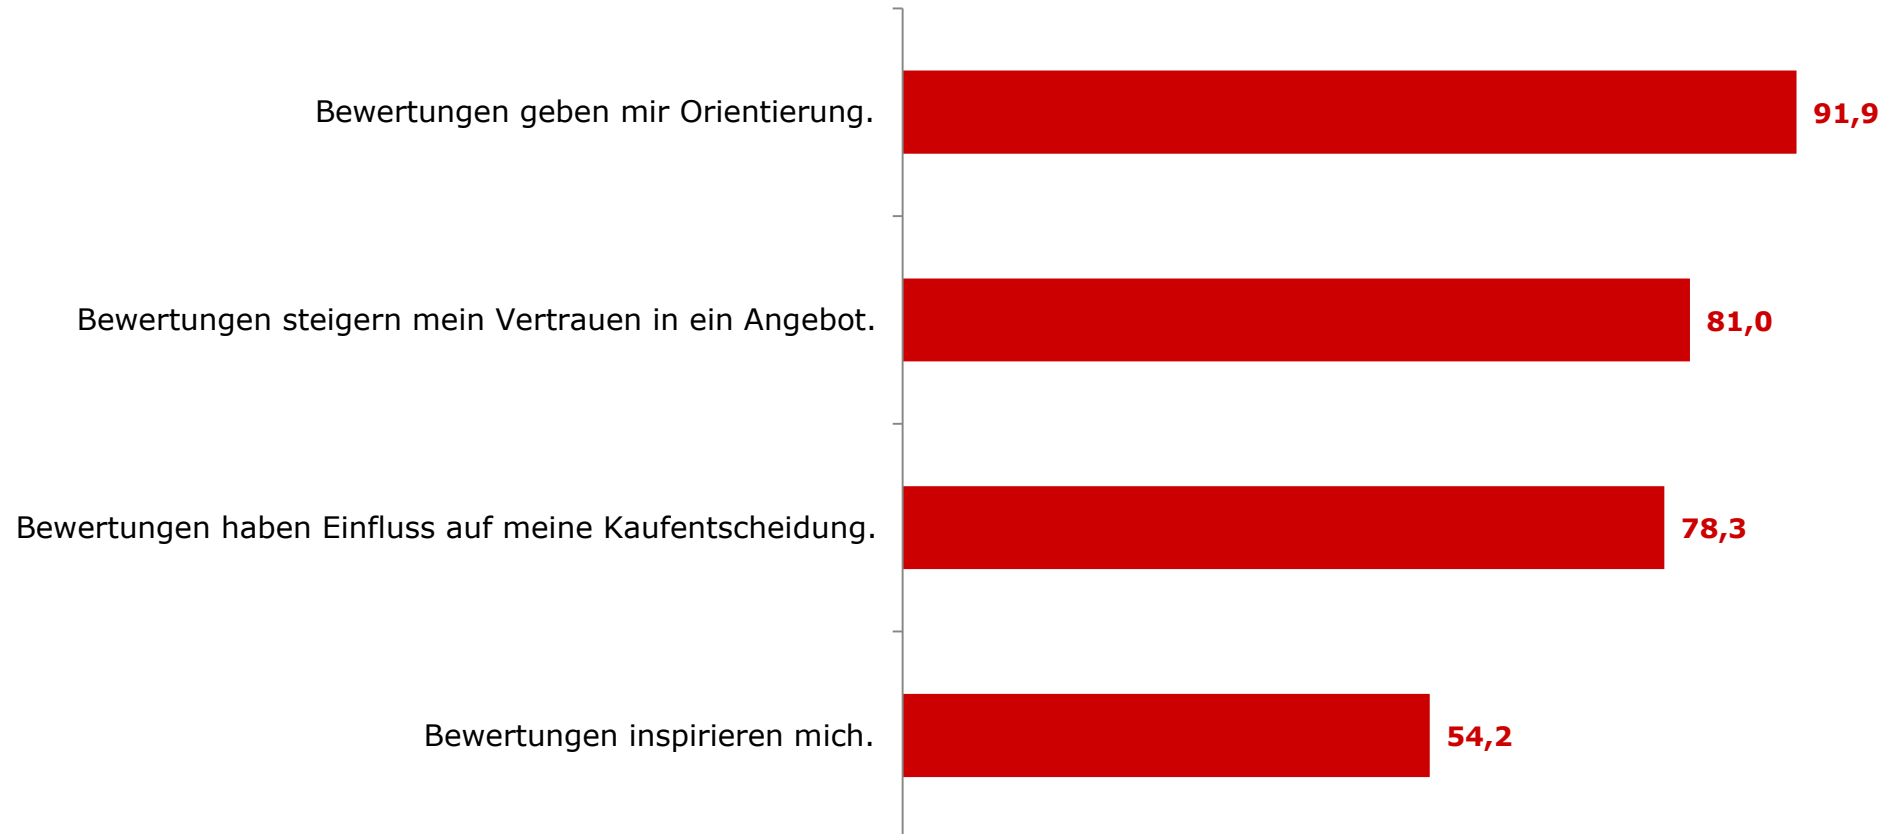 Bewertungen geben mir Orientierung. 91,9
Bewertungen steigern mein Vertrauen in ein Angebot. 81,0
Bewertungen haben Einfluss auf meine Kaufentscheidung. 78,3
Bewertungen inspirieren mich. 54,2